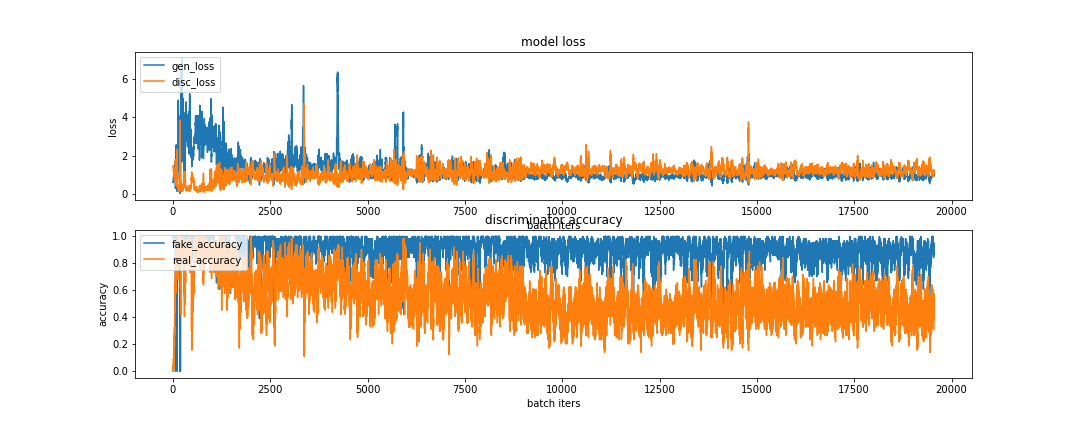 model loss
gen_loss
disc_loss
6
4
2
0
loss
0 2500 5000 7500 10000 12500 15000 17500 20000
batch iters
discriminator accuracy
fake_accuracy
real_accuracy
1.0
0.8
0.6
0.4
0.2
0.0
accuracy
0 2500 5000 7500 10000 12500 15000 17500 20000
batch iters